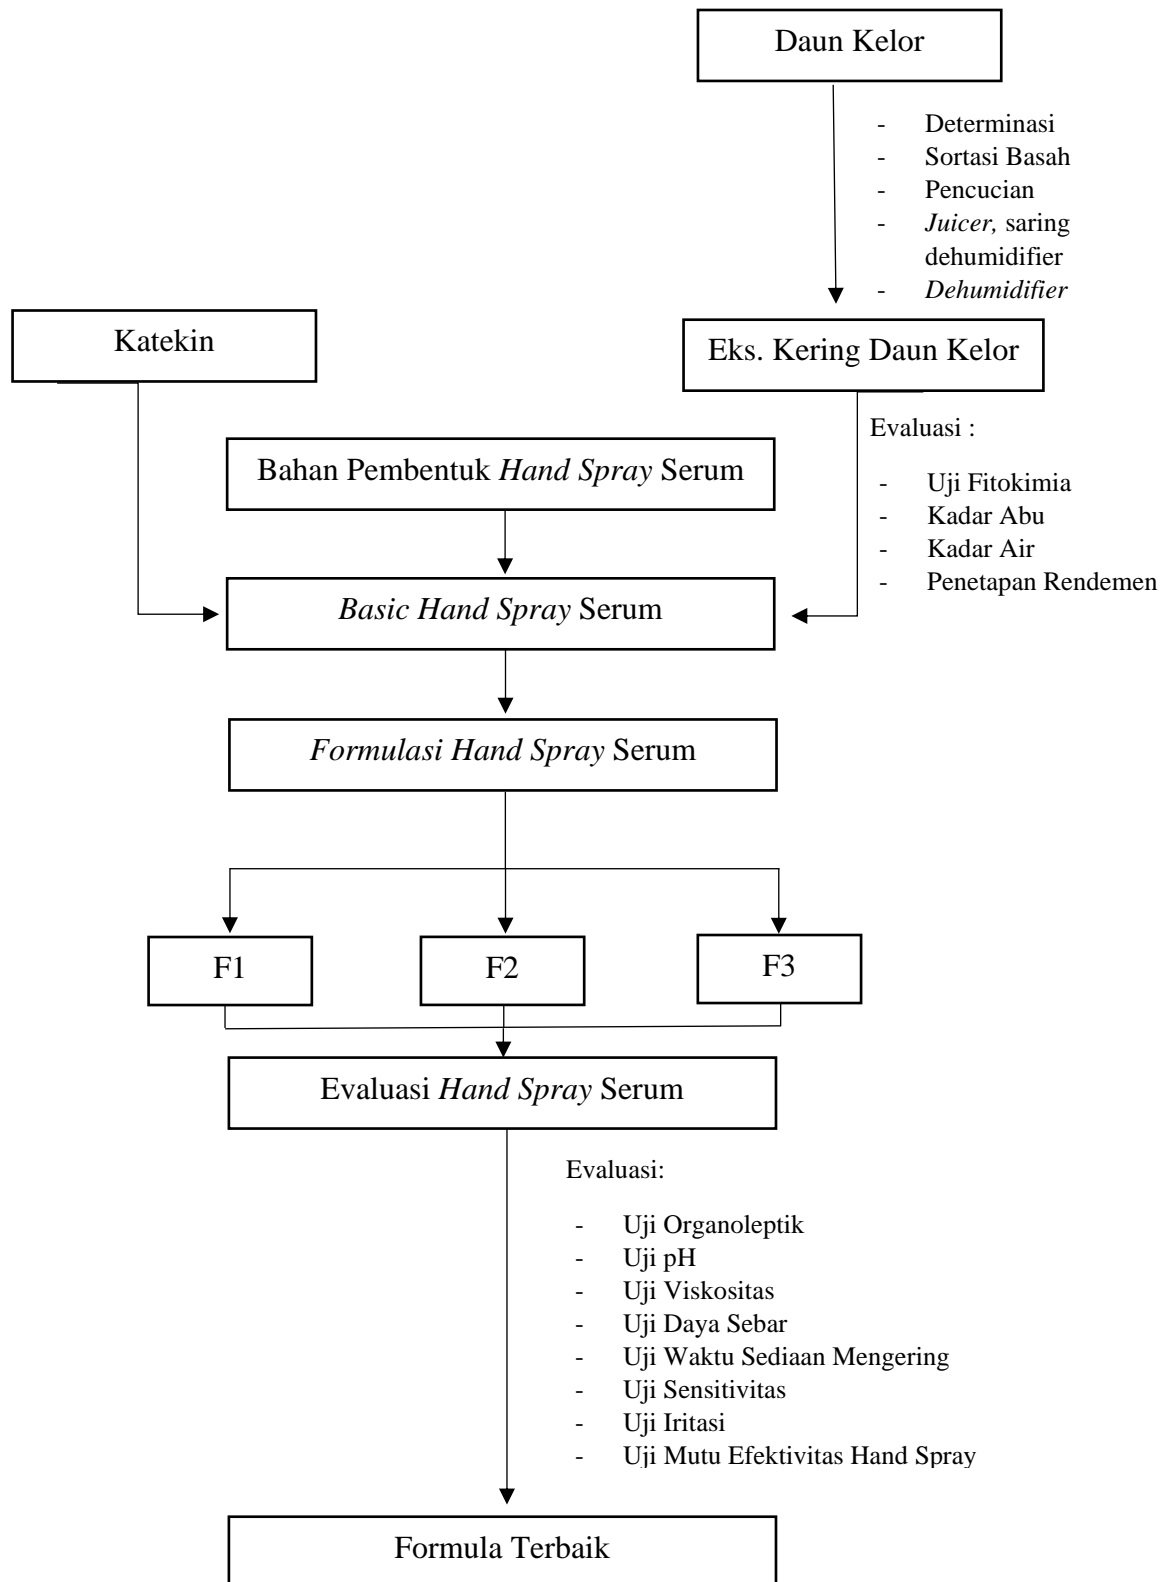 Daun Kelor
- Determinasi
- Sortasi Basah
- Pencucian
- Juicer, saring
dehumidifier
- Dehumidifier
Katekin
Eks. Kering Daun Kelor
Evaluasi :
- Uji Fitokimia
- Kadar Abu
- Kadar Air
- Penetapan Rendemen
Bahan Pembentuk Hand Spray Serum
Basic Hand Spray Serum
Formulasi Hand Spray Serum
F1
F2
F3
Evaluasi Hand Spray Serum
Evaluasi:
- Uji Organoleptik
- Uji pH
- Uji Viskositas
- Uji Daya Sebar
- Uji Waktu Sediaan Mengering
- Uji Sensitivitas
- Uji Iritasi
- Uji Mutu Efektivitas Hand Spray
Formula Terbaik